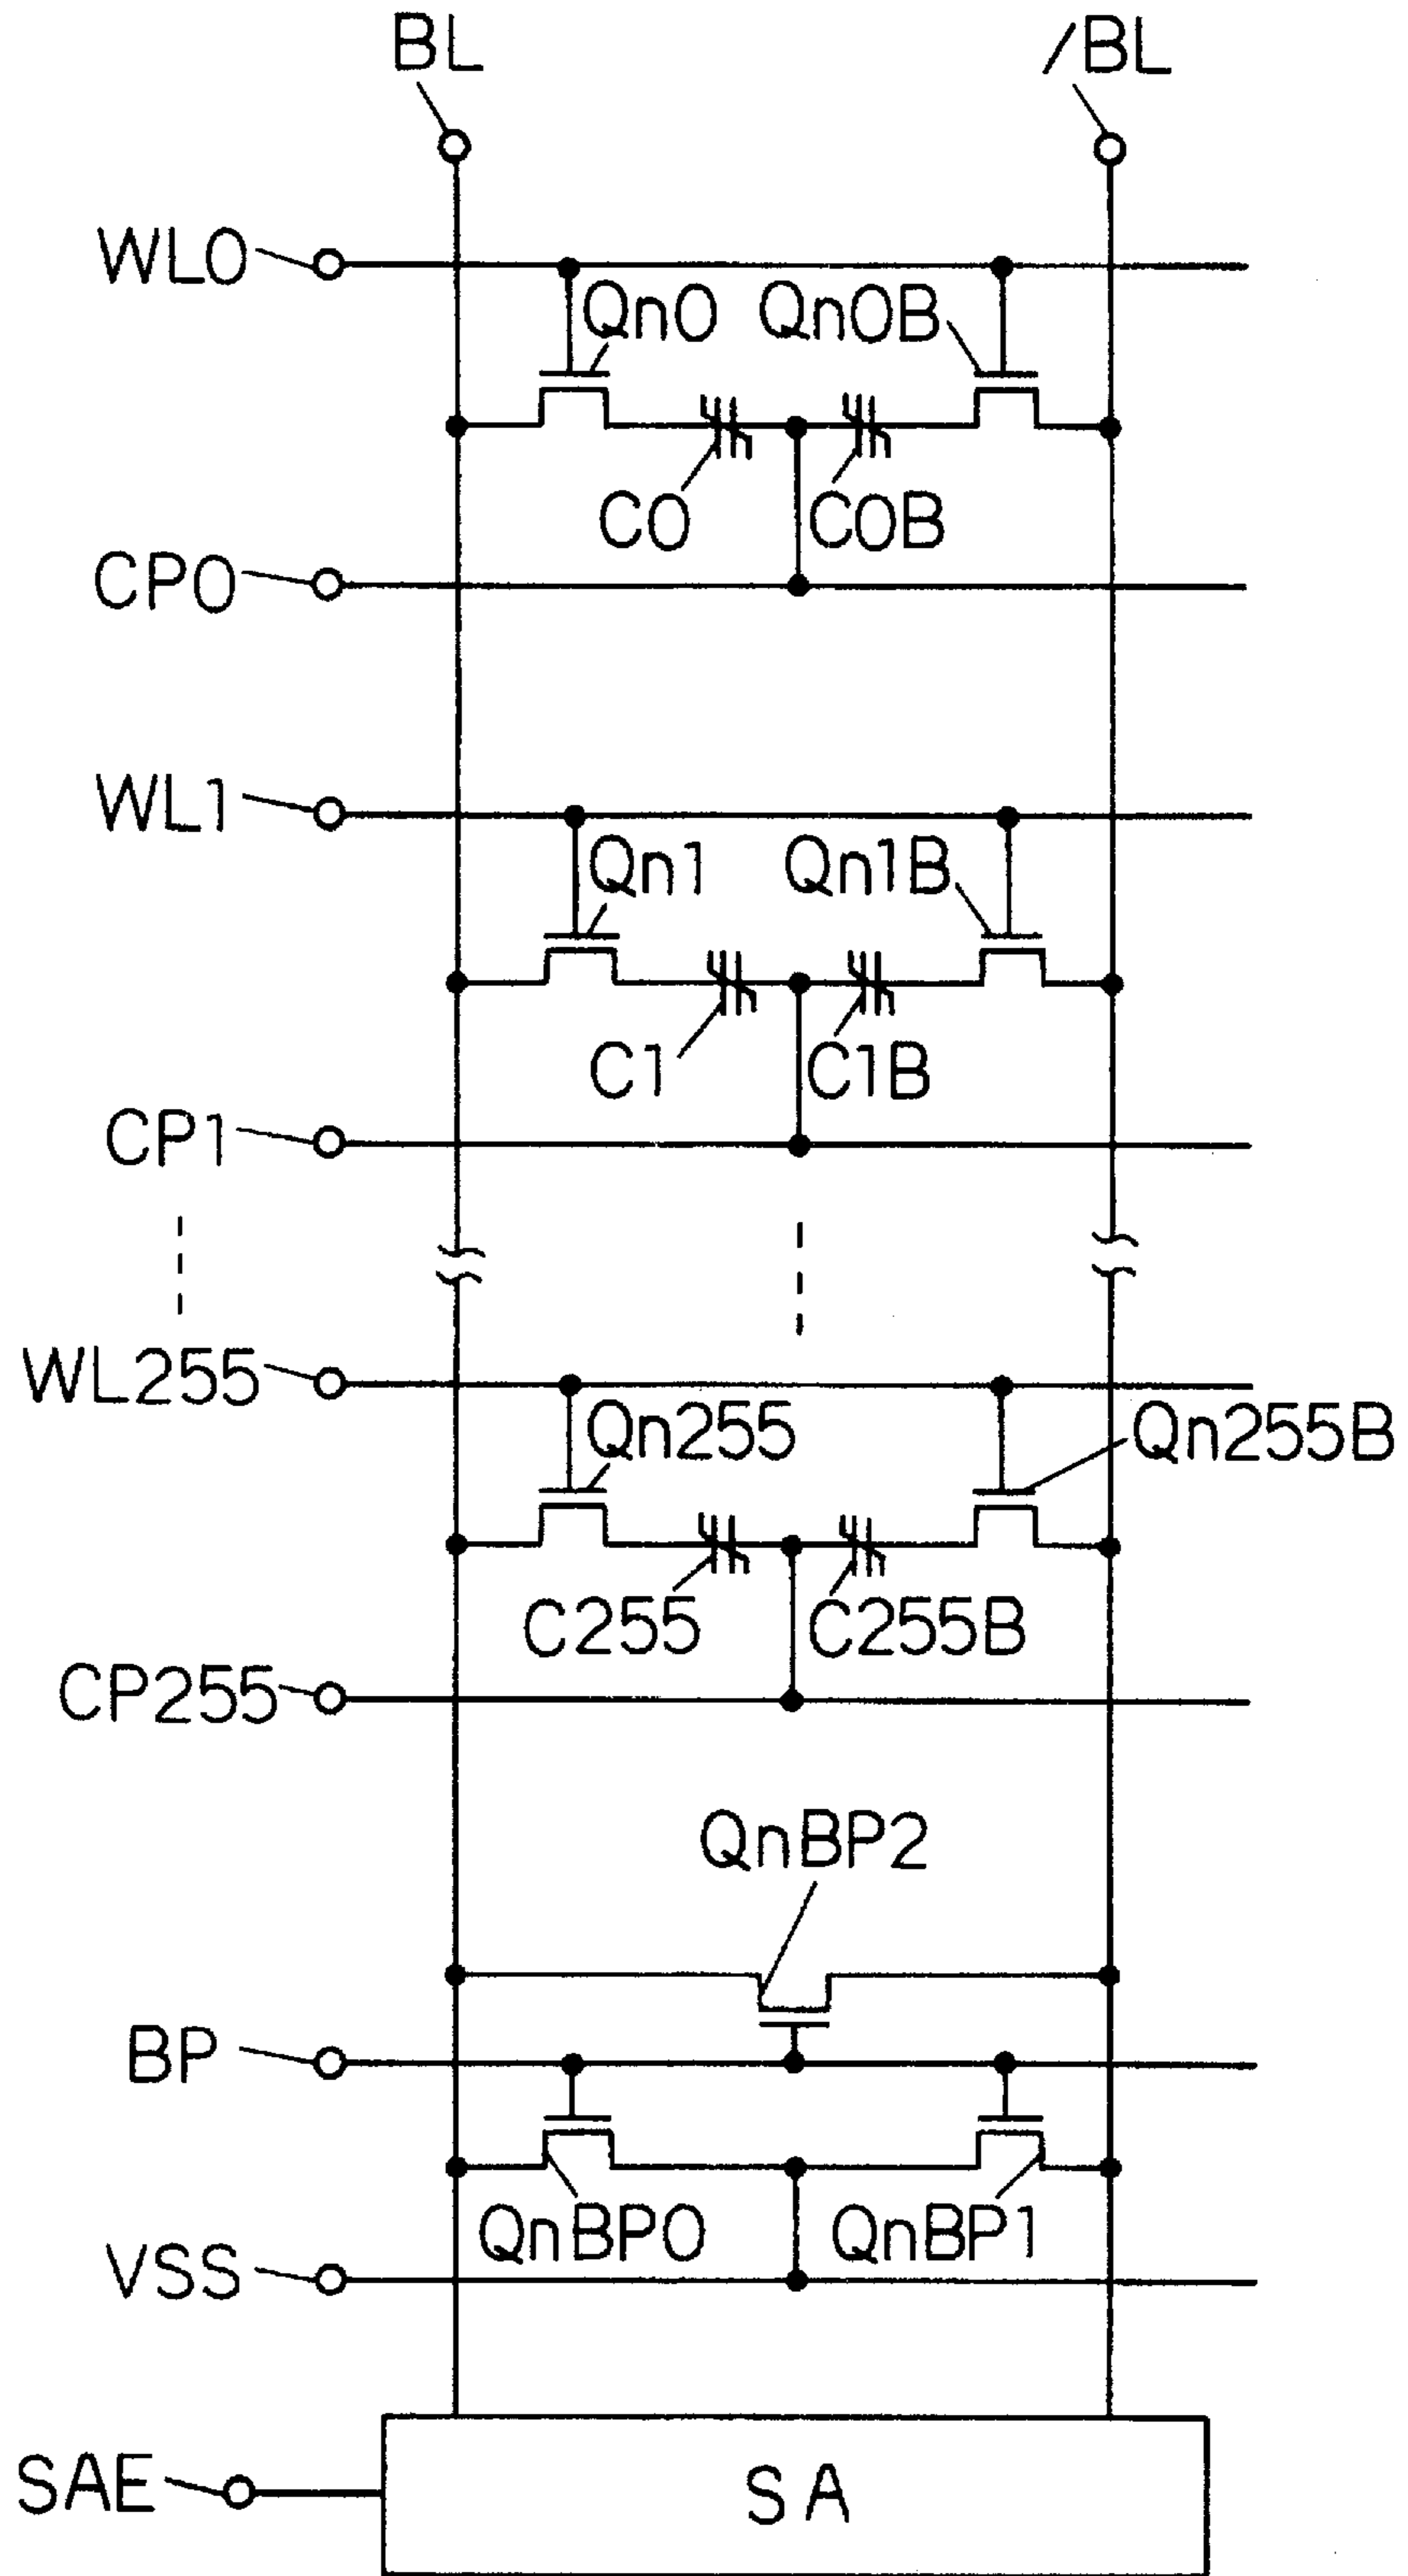 BL /BL
WL0
Qn0 Qn0B
C0 C0B
CP0
WL1
Qn1 Qn1B
C1 C1B
CP1
WL255
Qn255 Qn255B
C255 C255B
CP255
QnBP2
BP
QnBP0 QnBP1
VSS
SAE SA